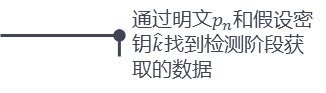 通过明文pₙ和假设密
钥k̂找到检测阶段获
取的数据